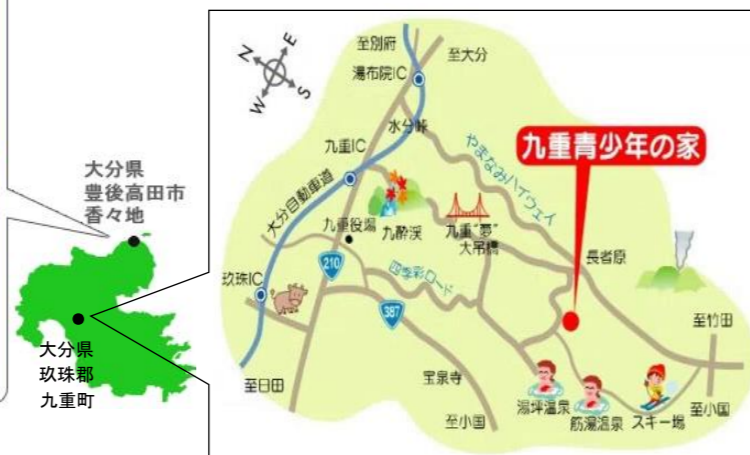 大分県
豊後高田市
香々地
大分県
玖珠郡
九重町
N
E
W
S
至別府
至大分
湯布院IC
水分峠
九重IC
やまなみハイウェイ
九重青少年の家
大分自動車道
九重役場
九酔渓
九重"夢"
大吊橋
長者原
210
四季彩ロード
玖珠IC
387
至竹田
至日田
宝泉寺
至小国
湯坪温泉
筋湯温泉
スキー場
至小国